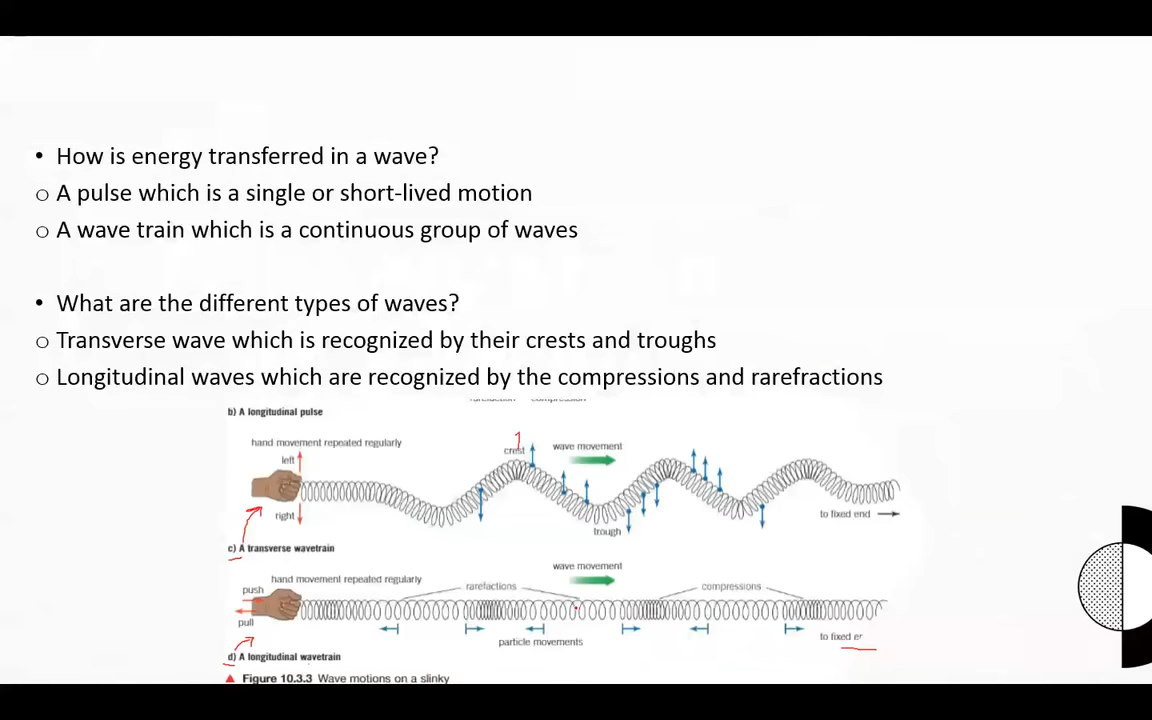 • How is energy transferred in a wave?
o A pulse which is a single or short-lived motion
o A wave train which is a continuous group of waves
• What are the different types of waves?
o Transverse wave which is recognized by their crests and troughs
o Longitudinal waves which are recognized by the compressions and rarefractions
b) A longitudinal pulse
hand movement repeated regularly
left
crest
wave movement
right
trough
to fixed end
c) A transverse wavetrain
wave movement
hand movement repeated regularly
push
rarefactions
compressions
pull
particle movements
to fixed er
d) A longitudinal wavetrain
▲ Figure 10.3.3 Wave motions on a slinky